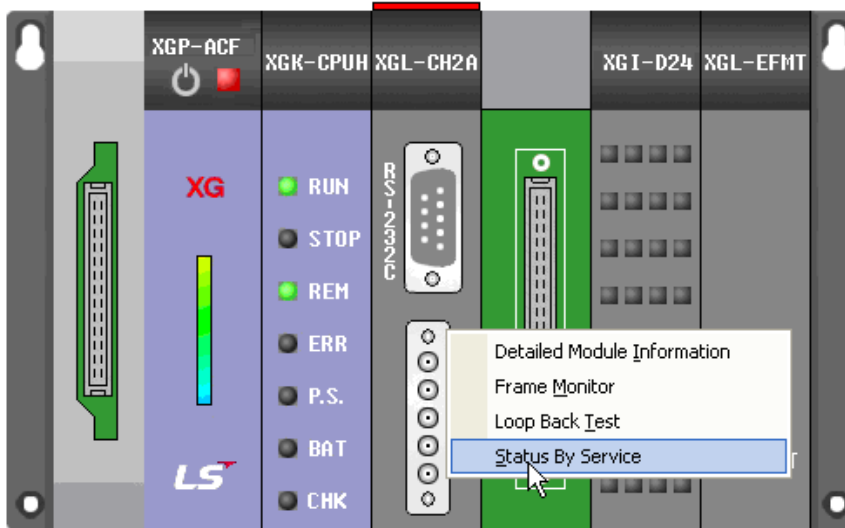 XGP-ACF
XGK-CPUH
XGL-CH2A
XGI-D24
XGL-EFMT
XG
RUN
STOP
REM
ERR
P.S.
BAT
CHK
LS
RS-232C
Detailed Module Information
Frame Monitor
Loop Back Test
Status By Service